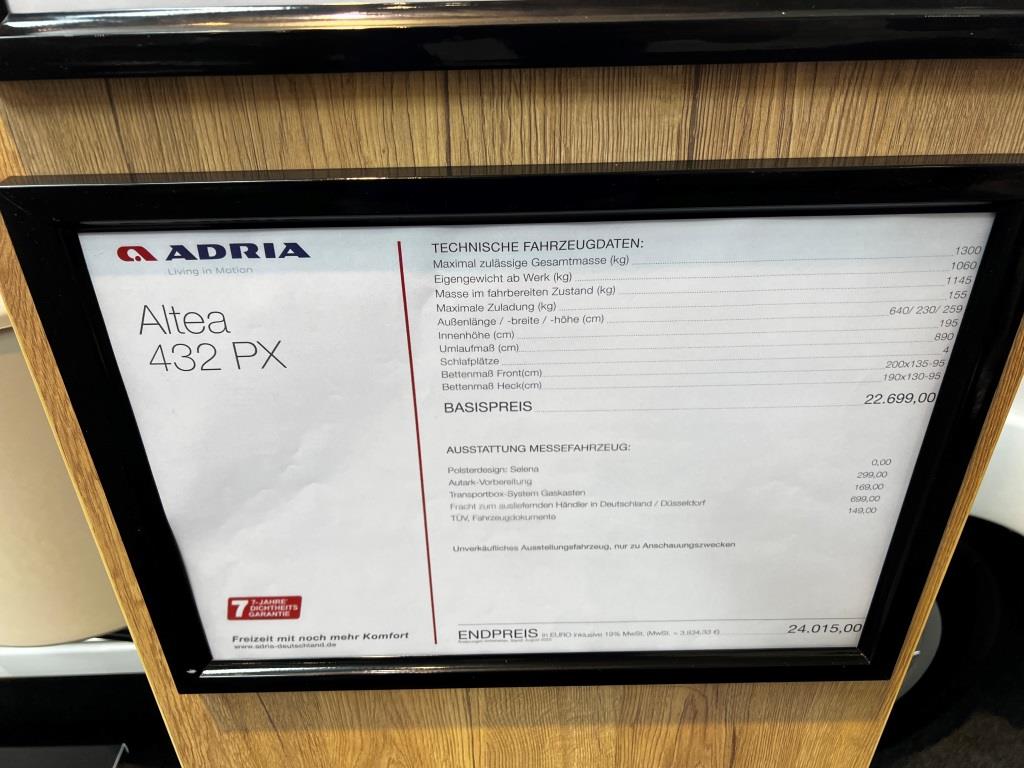 ADRIA
Living in Motion
Altea
432 PX
7 7-JAHRE
DICHTHEITS
GARANTIE
Freizeit mit noch mehr Komfort
www.adria-deutschland.de
TECHNISCHE FAHRZEUGDATEN:
Maximal zulässige Gesamtmasse (kg) 1300
Eigengewicht ab Werk (kg) 1060
Masse im fahrbereiten Zustand (kg) 1145
Maximale Zuladung (kg) 155
Außenlänge / -breite / -höhe (cm) 640/ 230/ 259
Innenhöhe (cm) 195
Umlaufmaß (cm) 890
Schlafplätze 4
Bettenmaß Front(cm) 200x135-95
Bettenmaß Heck(cm) 190x130-95
BASISPREIS 22.699,00
AUSSTATTUNG MESSEFAHRZEUG:
Polsterdesign: Selena 0,00
Autark-Vorbereitung 299,00
Transportbox-System Gaskasten 169,00
Fracht zum ausliefernden Händler in Deutschland / Düsseldorf 699,00
TÜV, Fahrzeugdokumente 149,00
Unverkäufliches Ausstellungsfahrzeug, nur zu Anschauungszwecken
ENDPREIS in EURO inklusive 19% MwSt. (MwSt. = 3.834,33 €) 24.015,00